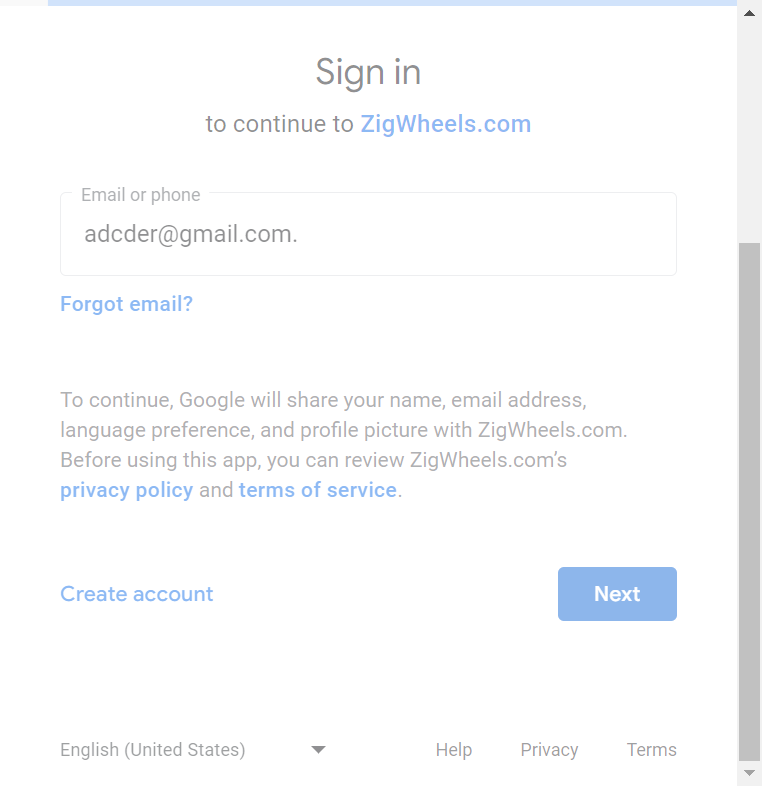 Sign in
to continue to ZigWheels.com
Email or phone
adcder@gmail.com.
Forgot email?
To continue, Google will share your name, email address,
language preference, and profile picture with ZigWheels.com.
Before using this app, you can review ZigWheels.com’s
privacy policy and terms of service.
Create account
Next
English (United States)
Help
Privacy
Terms